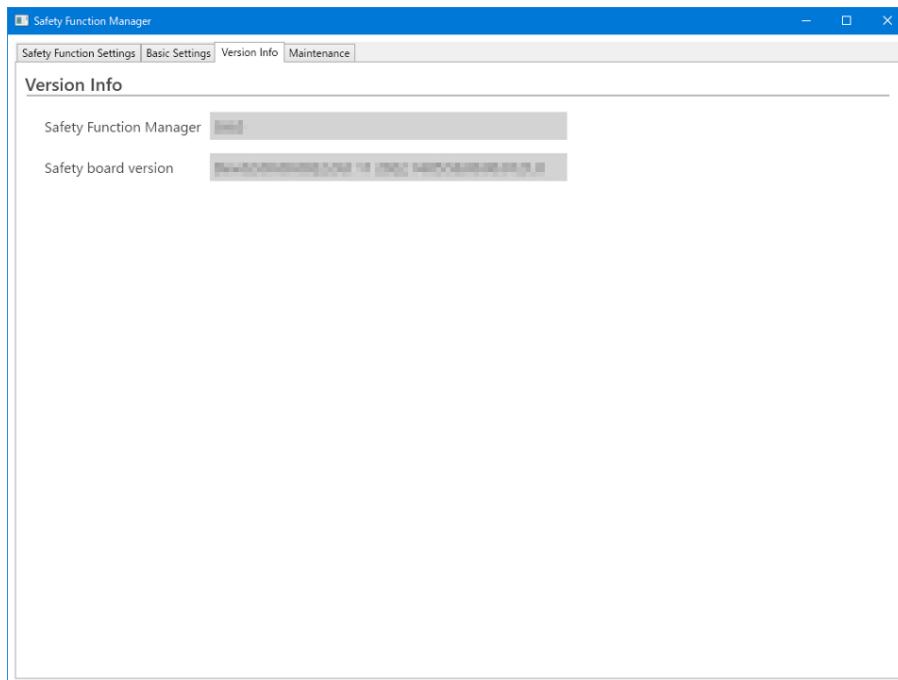 Safety Function Manager
Safety Function Settings Basic Settings Version Info Maintenance
Version Info
Safety Function Manager
Safety board version